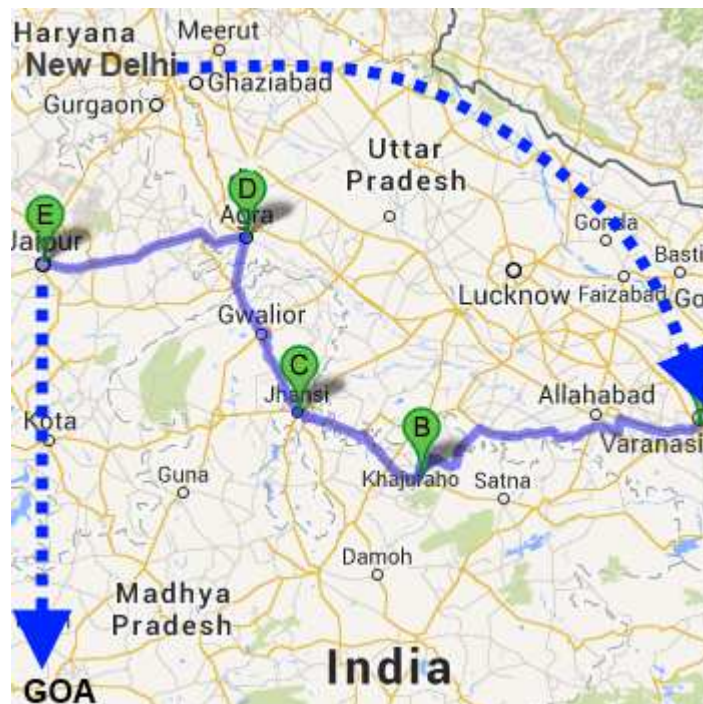 Haryana
Meerut
New Delhi
Ghaziabad
Gurgaon
Uttar
Pradesh
D
E
Agra
Gonda
Jaipur
Basti
Lucknow
Faizabad
Go
Gwalior
C
Jhansi
Allahabad
B
Kota
Varanasi
Khajuraho
Guna
Satna
Damoh
Madhya
Pradesh
India
GOA